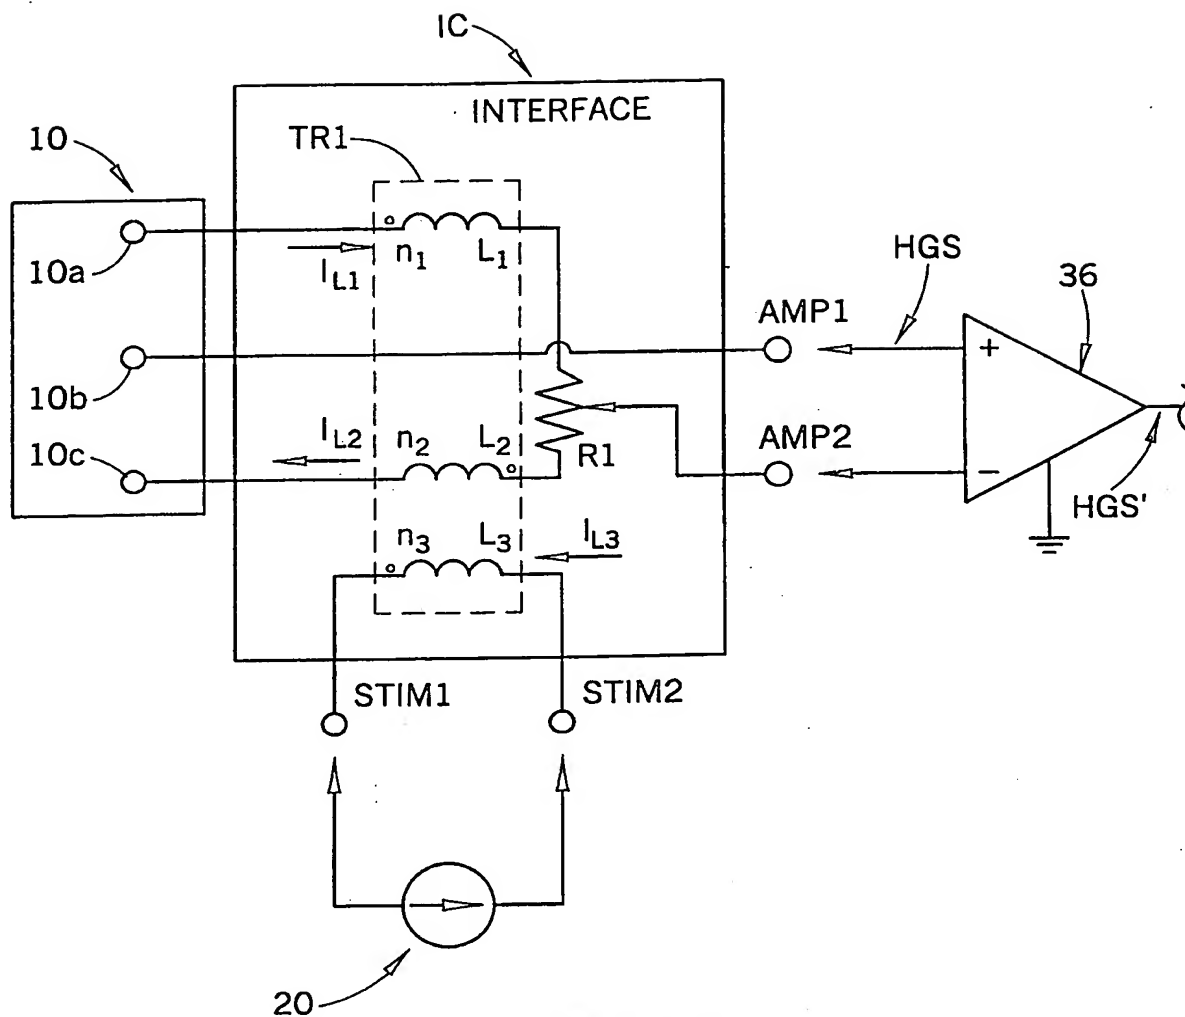 IC
INTERFACE
10
TR1
10a
I_L1
n₁ L₁
HGS
36
AMP1
+
10b
I_L2
n₂ L₂
R1
AMP2
10c
−
HGS'
n₃ L₃
I_L3
STIM1
STIM2
20